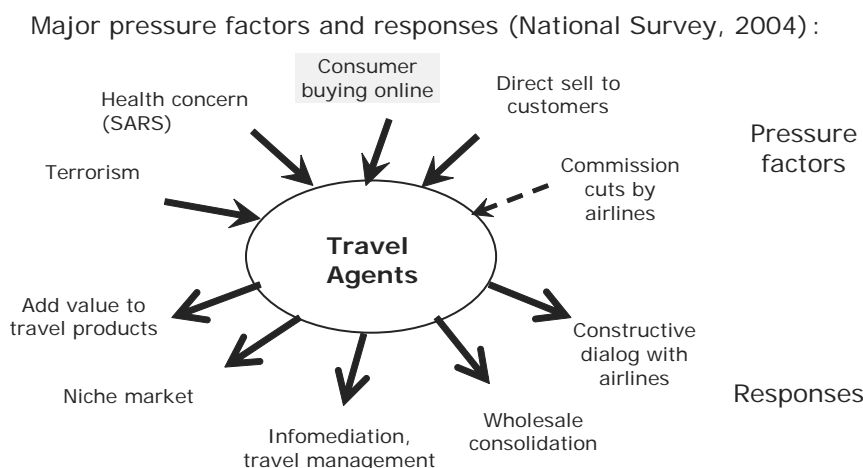 Major pressure factors and responses (National Survey, 2004):
Consumer
buying online
Health concern
(SARS)
Direct sell to
customers
Pressure
factors
Terrorism
Commission
cuts by
airlines
Travel
Agents
Add value to
travel products
Constructive
dialog with
airlines
Niche market
Responses
Wholesale
consolidation
Infomediation,
travel management